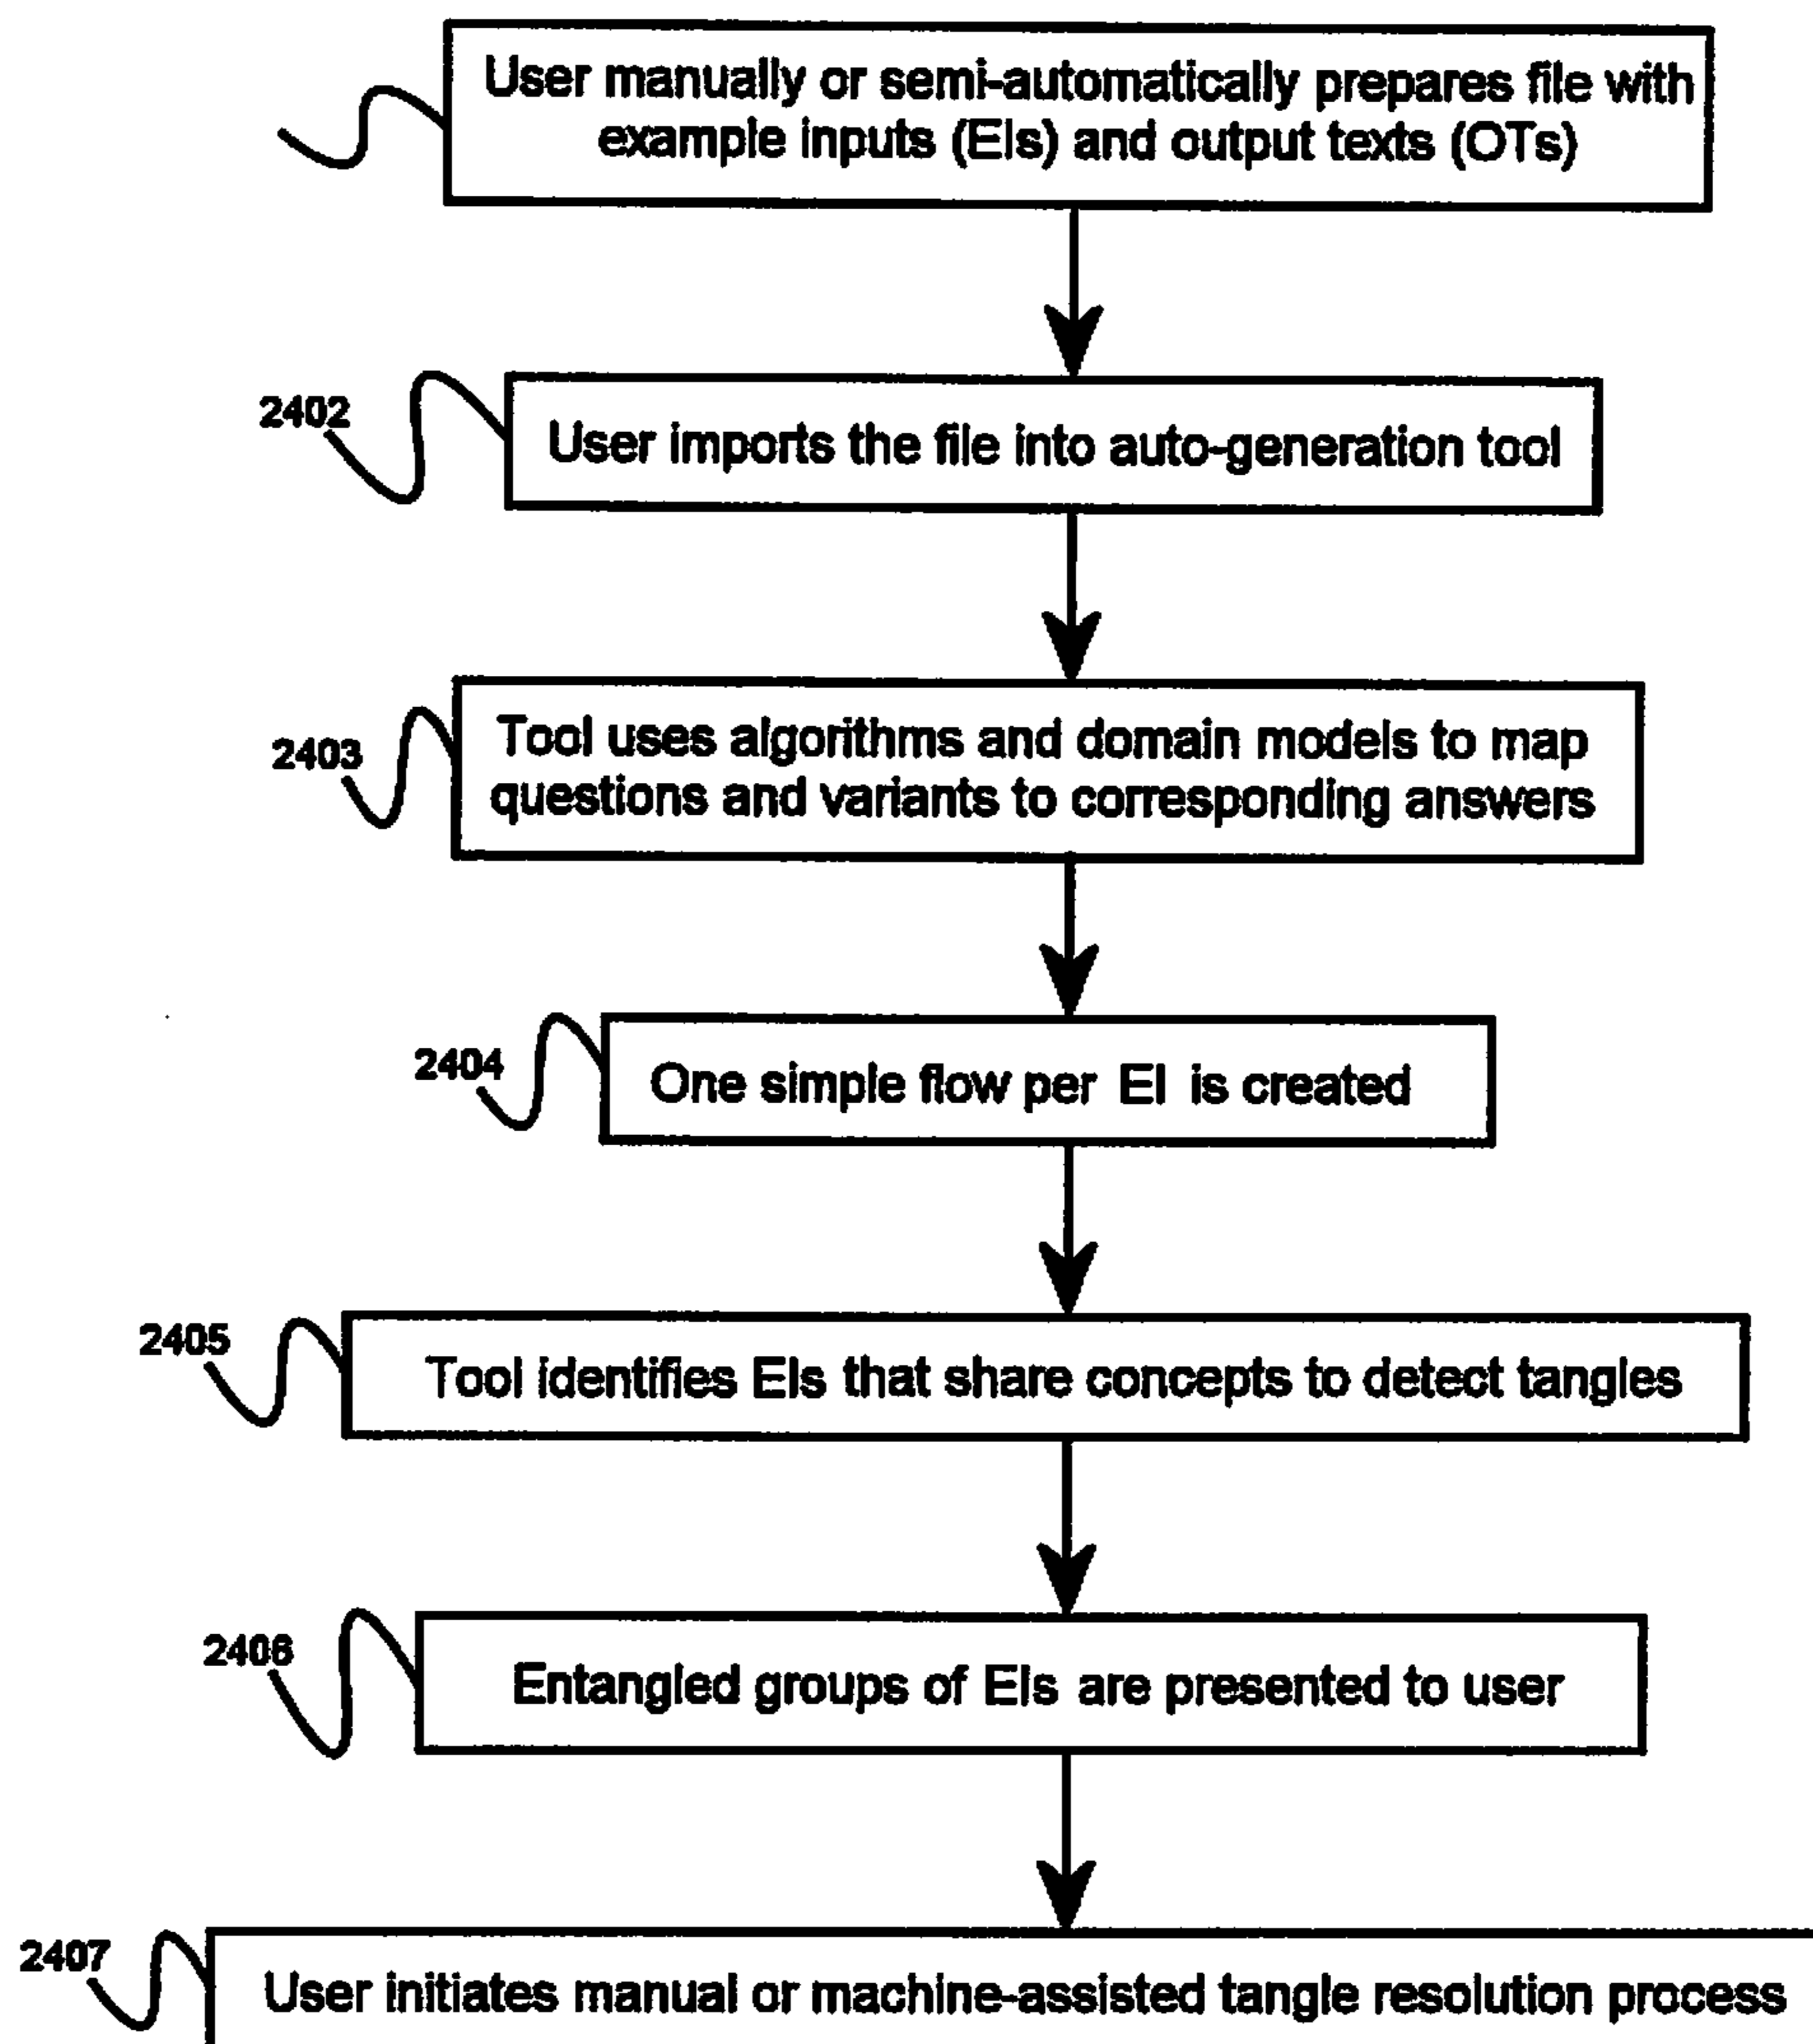 User manually or semi-automatically prepares file with
example inputs (EIs) and output texts (OTs)
2402
User imports the file into auto-generation tool
2403
Tool uses algorithms and domain models to map
questions and variants to corresponding answers
2404
One simple flow per EI is created
2405
Tool identifies EIs that share concepts to detect tangles
2406
Entangled groups of EIs are presented to user
2407
User initiates manual or machine-assisted tangle resolution process